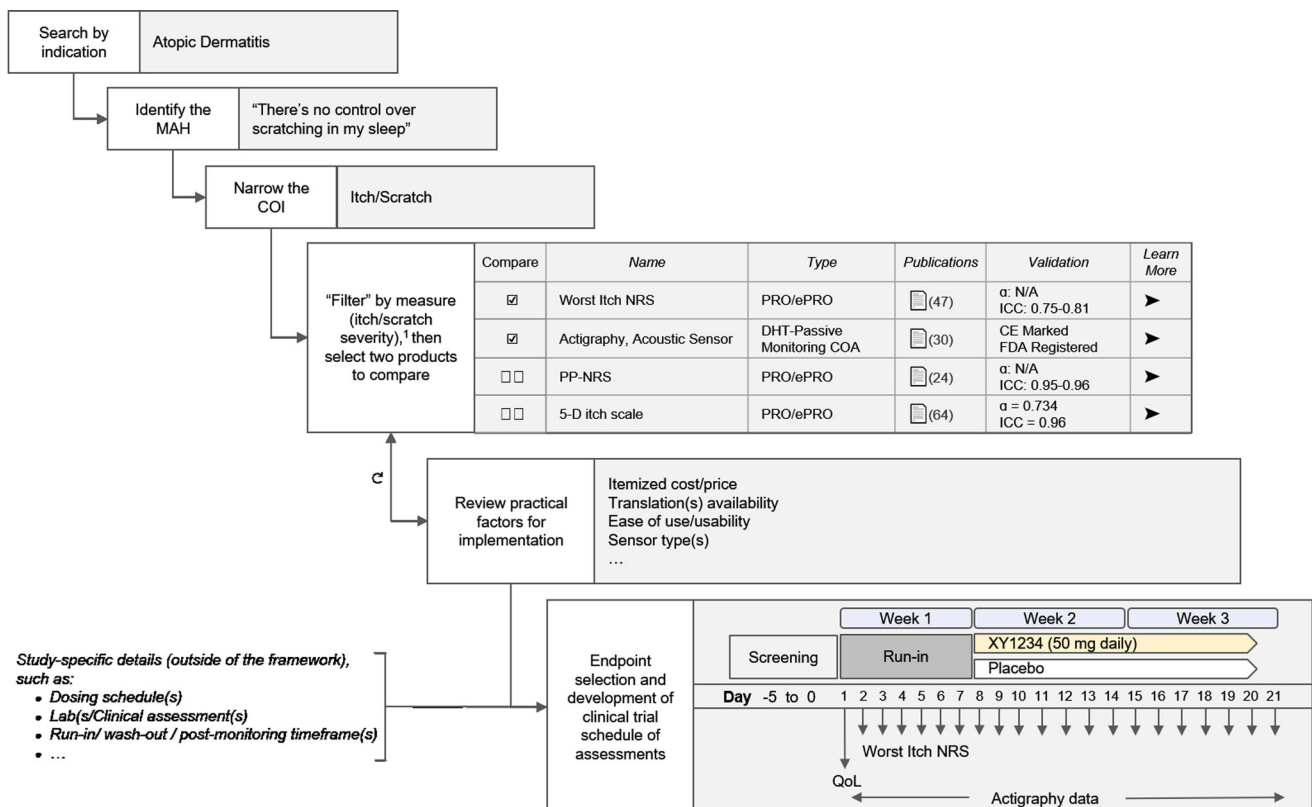 Search by
indication
Atopic Dermatitis
Identify the
MAH
“There’s no control over
scratching in my sleep”
Narrow the
COI
Itch/Scratch
“Filter” by measure
(itch/scratch
severity),¹ then
select two products
to compare
Compare Name Type Publications Validation Learn
More
☑ Worst Itch NRS PRO/ePRO (47) α: N/A
ICC: 0.75-0.81
☑ Actigraphy, Acoustic Sensor DHT-Passive
Monitoring COA (30) CE Marked
FDA Registered
PP-NRS PRO/ePRO (24) α: N/A
ICC: 0.95-0.96
5-D itch scale PRO/ePRO (64) α = 0.734
ICC = 0.96
Review practical
factors for
implementation
Itemized cost/price
Translation(s) availability
Ease of use/usability
Sensor type(s)
…
Study-specific details (outside of the framework),
such as:
• Dosing schedule(s)
• Lab(s/Clinical assessment(s)
• Run-in/ wash-out / post-monitoring timeframe(s)
• …
Endpoint
selection and
development of
clinical trial
schedule of
assessments
Week 1 Week 2 Week 3
Screening Run-in XY1234 (50 mg daily)
Placebo
Day -5 to 0 1 2 3 4 5 6 7 8 9 10 11 12 13 14 15 16 17 18 19 20 21
Worst Itch NRS
QoL
Actigraphy data